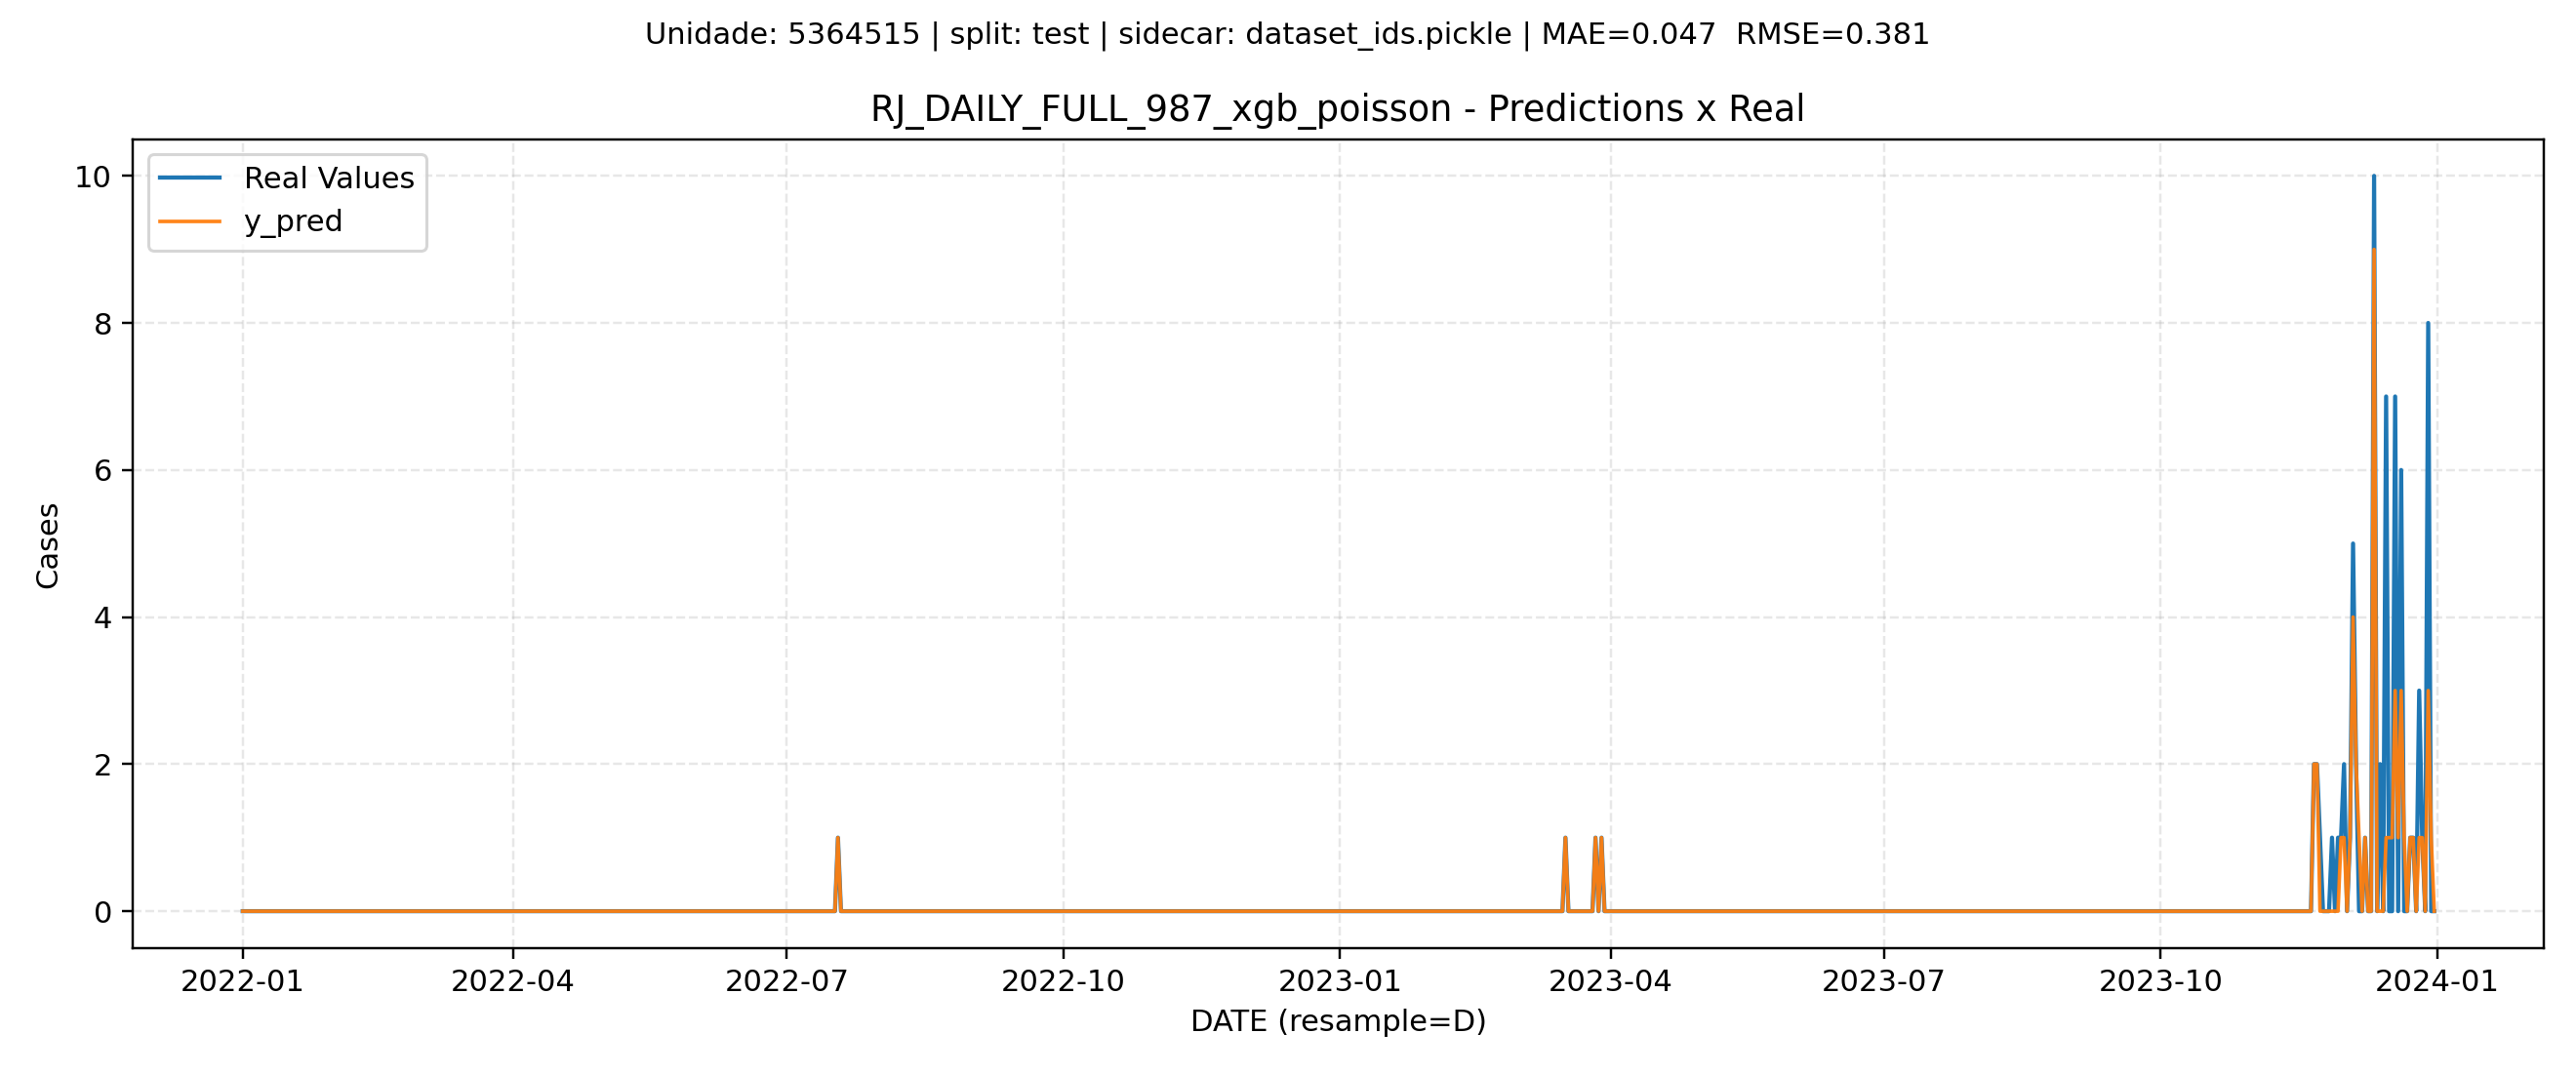 Unidade: 5364515 | split: test | sidecar: dataset_ids.pickle | MAE=0.047  RMSE=0.381
RJ_DAILY_FULL_987_xgb_poisson - Predictions x Real
Real Values
y_pred
10
8
6
4
2
0
Cases
2022-01
2022-04
2022-07
2022-10
2023-01
2023-04
2023-07
2023-10
2024-01
DATE (resample=D)